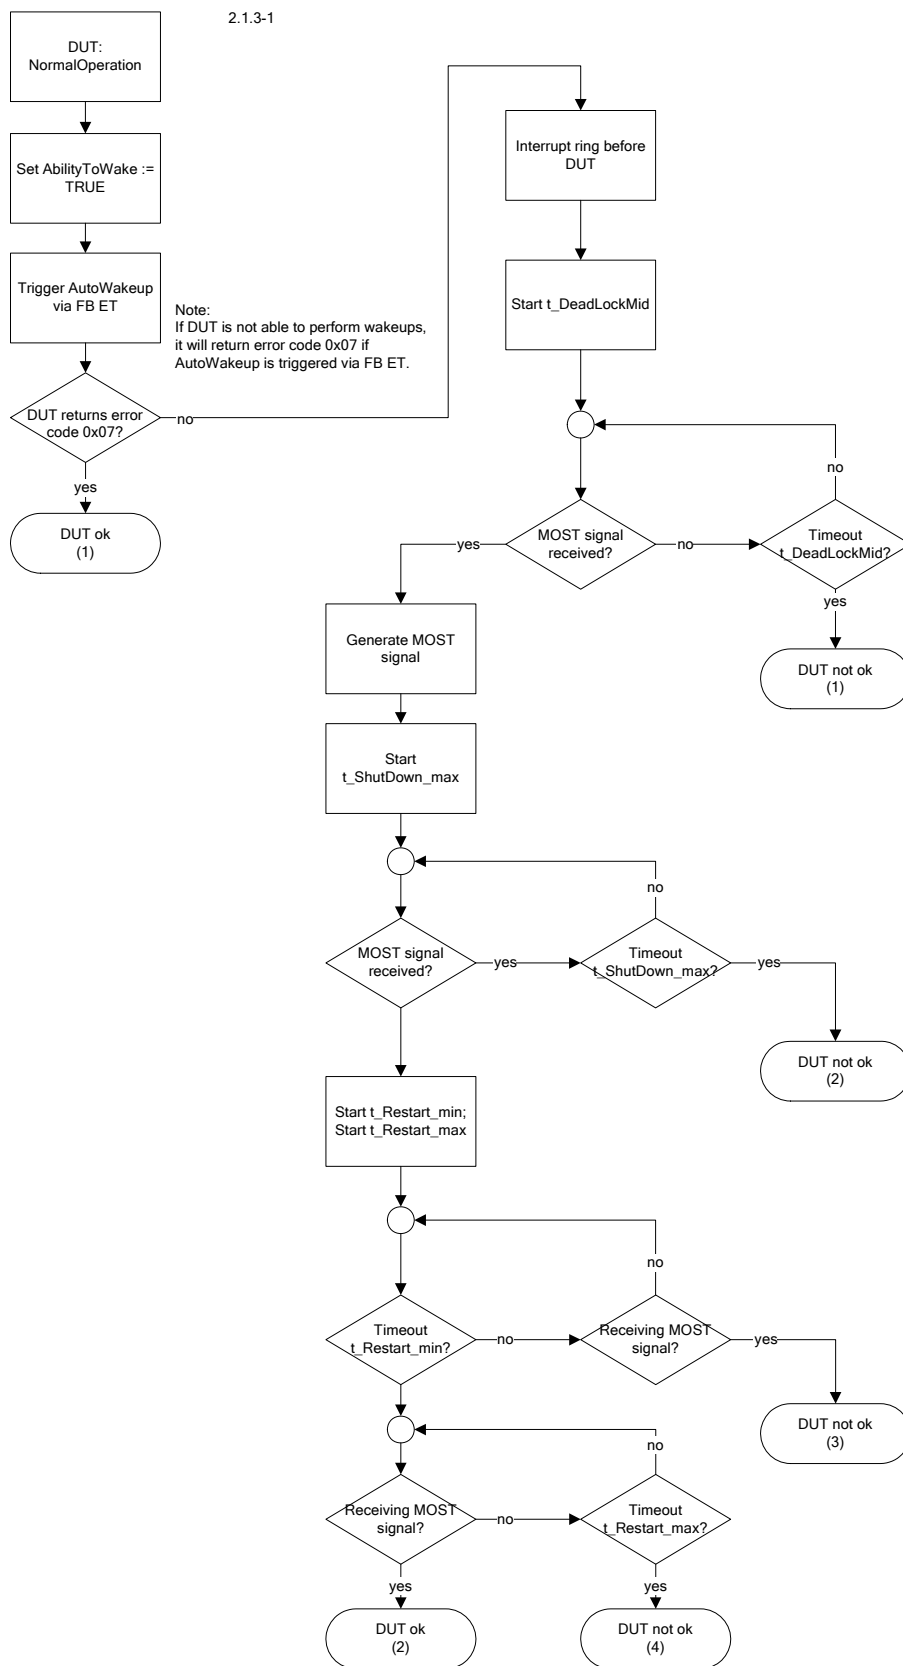 2.1.3-1
DUT:
NormalOperation
Set AbilityToWake :=
TRUE
Trigger AutoWakeup
via FB ET
Note:
If DUT is not able to perform wakeups,
it will return error code 0x07 if
AutoWakeup is triggered via FB ET.
DUT returns error
code 0x07?
no
yes
DUT ok
(1)
Interrupt ring before
DUT
Start t_DeadLockMid
no
MOST signal
received?
yes
no
Timeout
t_DeadLockMid?
yes
DUT not ok
(1)
Generate MOST
signal
Start
t_ShutDown_max
no
MOST signal
received?
yes
Timeout
t_ShutDown_max?
yes
DUT not ok
(2)
Start t_Restart_min;
Start t_Restart_max
no
Timeout
t_Restart_min?
no
Receiving MOST
signal?
yes
DUT not ok
(3)
no
Receiving MOST
signal?
no
Timeout
t_Restart_max?
yes
yes
DUT ok
(2)
DUT not ok
(4)